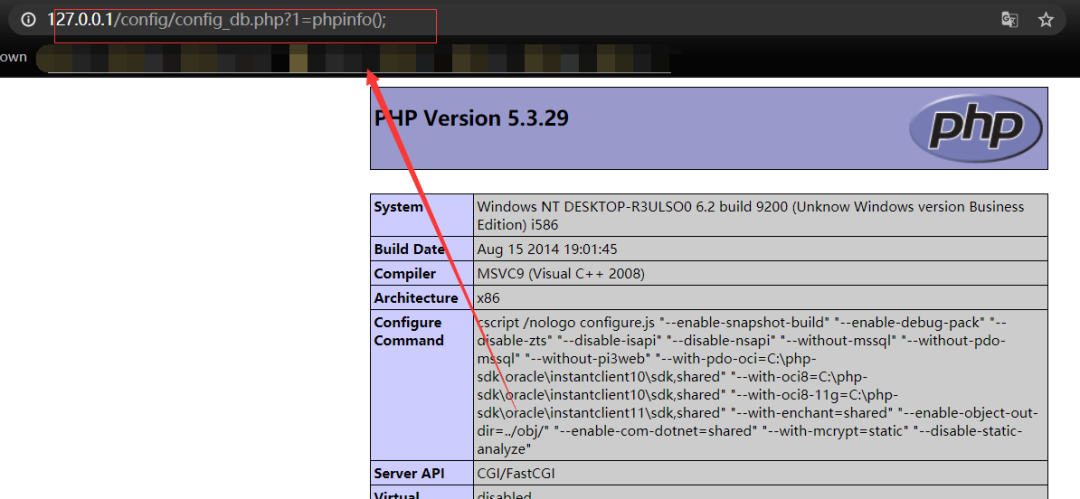 127.0.0.1/config/config_db.php?1=phpinfo();
own
PHP Version 5.3.29
php
System
Windows NT DESKTOP-R3ULSO0 6.2 build 9200 (Unknow Windows version Business
Edition) i586
Build Date
Aug 15 2014 19:01:45
Compiler
MSVC9 (Visual C++ 2008)
Architecture
x86
Configure
Command
cscript /nologo configure.js "--enable-snapshot-build" "--enable-debug-pack" "--
disable-zts" "--disable-isapi" "--disable-nsapi" "--without-mssql" "--without-pdo-
mssql" "--without-pi3web" "--with-pdo-oci=C:\php-
sdk\oracle\instantclient10\sdk,shared" "--with-oci8=C:\php-
sdk\oracle\instantclient10\sdk,shared" "--with-oci8-11g=C:\php-
sdk\oracle\instantclient11\sdk,shared" "--with-enchant=shared" "--enable-object-out-
dir=../obj/" "--enable-com-dotnet=shared" "--with-mcrypt=static" "--disable-static-
analyze"
Server API
CGI/FastCGI
Virtual
disabled